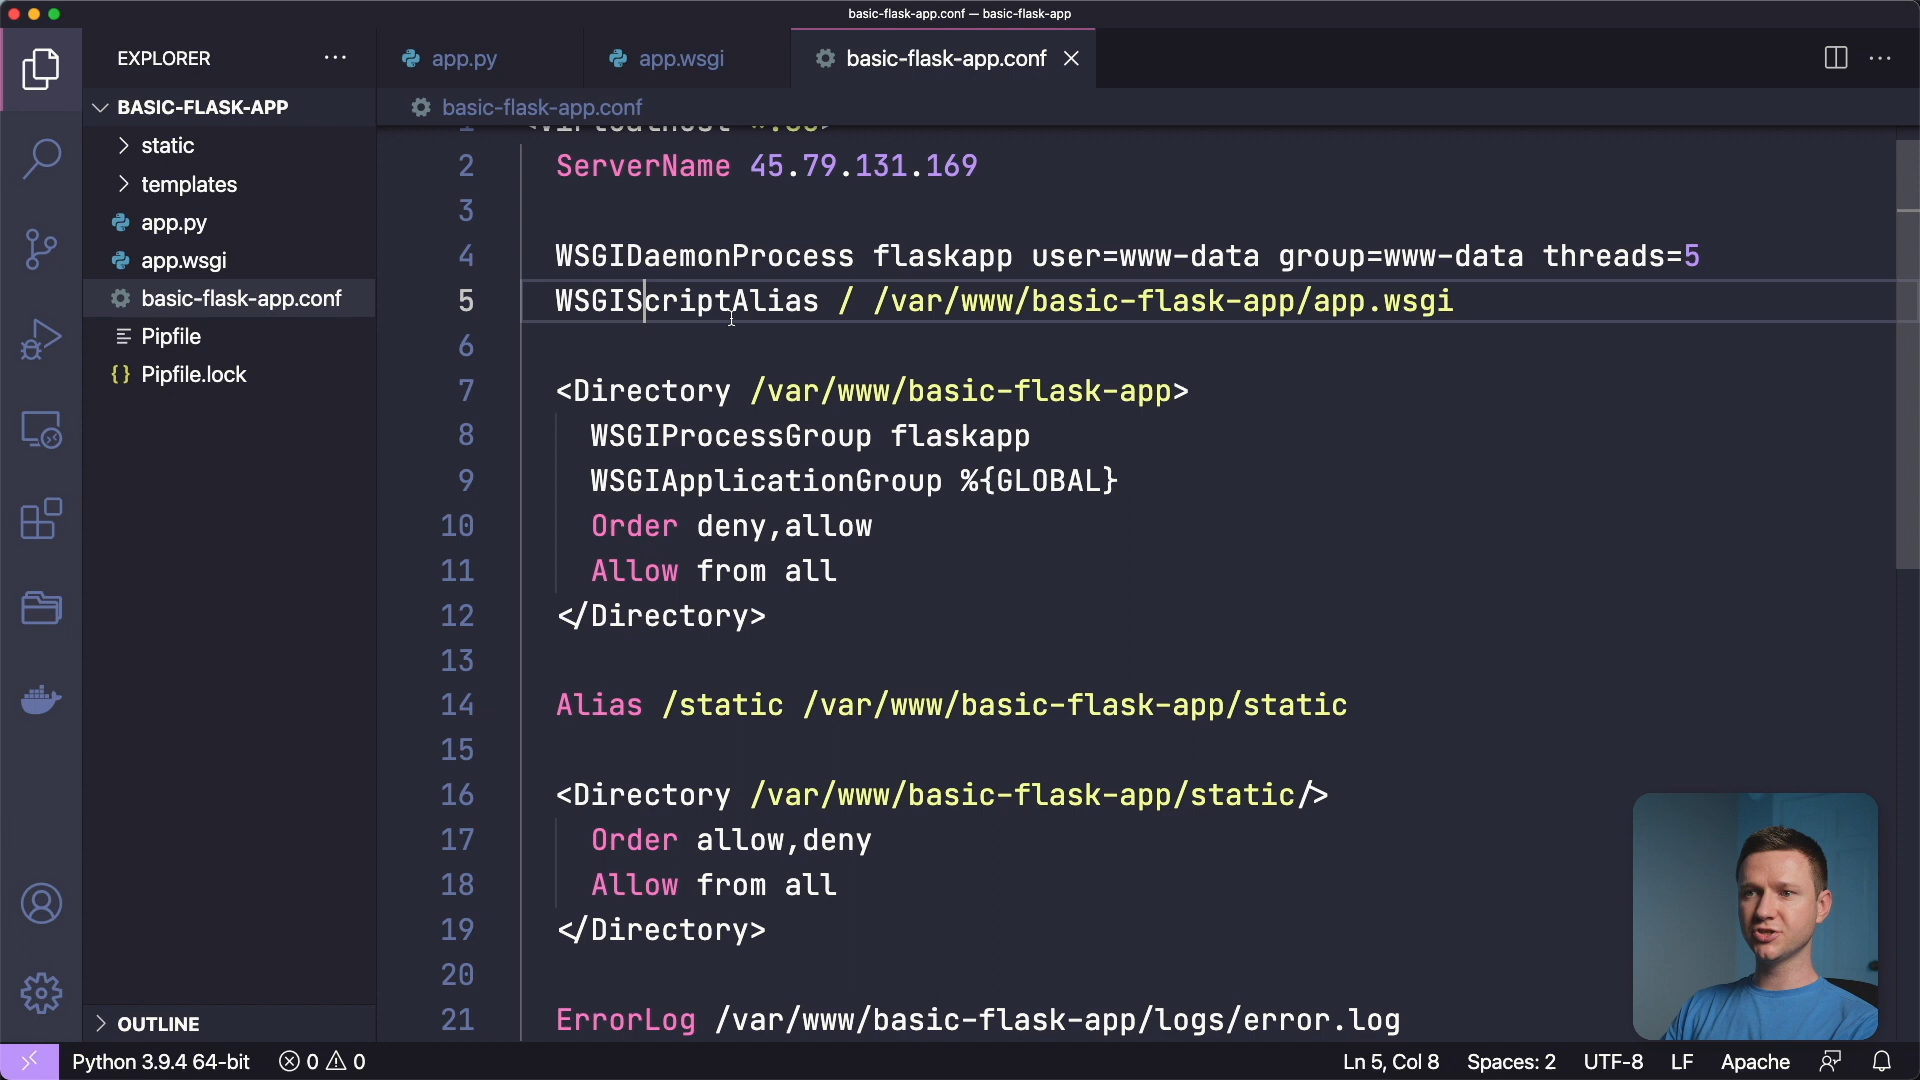 basic-flask-app.conf — basic-flask-app
EXPLORER
app.py
app.wsgi
basic-flask-app.conf
BASIC-FLASK-APP
basic-flask-app.conf
static
templates
app.py
app.wsgi
basic-flask-app.conf
Pipfile
{} Pipfile.lock
2 ServerName 45.79.131.169
3
4 WSGIDaemonProcess flaskapp user=www-data group=www-data threads=5
5 WSGIScriptAlias / /var/www/basic-flask-app/app.wsgi
6
7 <Directory /var/www/basic-flask-app>
8 WSGIProcessGroup flaskapp
9 WSGIApplicationGroup %{GLOBAL}
10 Order deny,allow
11 Allow from all
12 </Directory>
13
14 Alias /static /var/www/basic-flask-app/static
15
16 <Directory /var/www/basic-flask-app/static/>
17 Order allow,deny
18 Allow from all
19 </Directory>
20
21 ErrorLog /var/www/basic-flask-app/logs/error.log
OUTLINE
Python 3.9.4 64-bit 0 0 Ln 5, Col 8 Spaces: 2 UTF-8 LF Apache